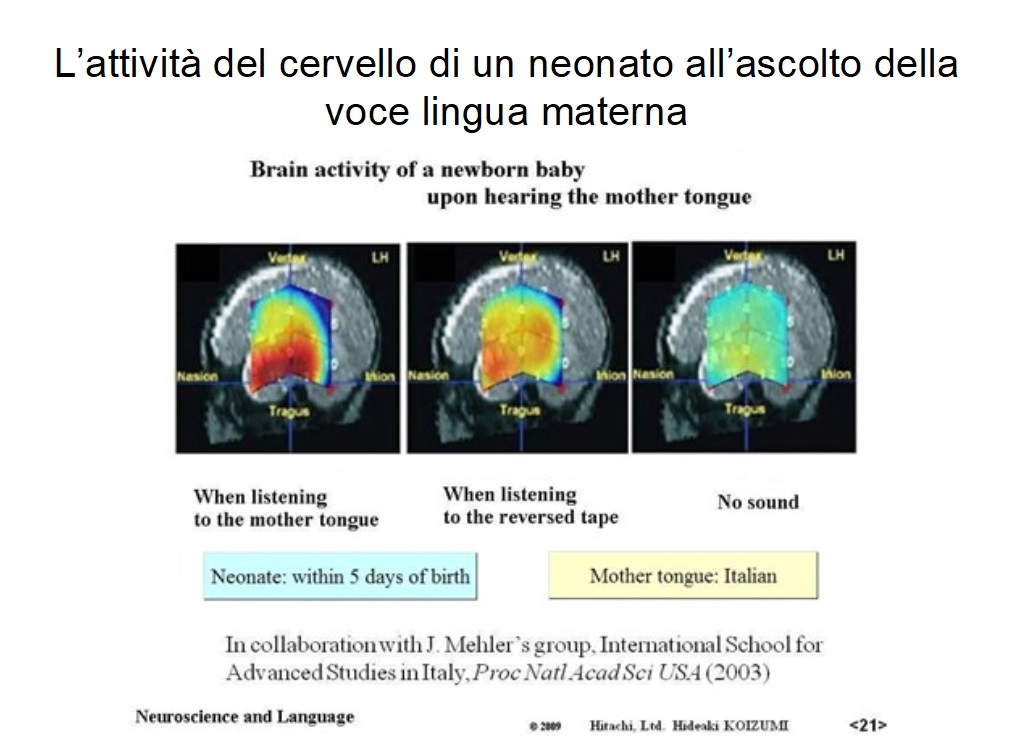 L’attività del cervello di un neonato all’ascolto della
voce lingua materna
Brain activity of a newborn baby
upon hearing the mother tongue
Vertex LH
Nasion Inion
Tragus
Vertex LH
Nasion Inion
Tragus
Vertex LH
Nasion Inion
Tragus
When listening
to the mother tongue
When listening
to the reversed tape
No sound
Neonate: within 5 days of birth
Mother tongue: Italian
In collaboration with J. Mehler’s group, International School for
Advanced Studies in Italy, Proc Natl Acad Sci USA (2003)
Neuroscience and Language
© 2009 Hitachi, Ltd. Hideaki KOIZUMI <21>